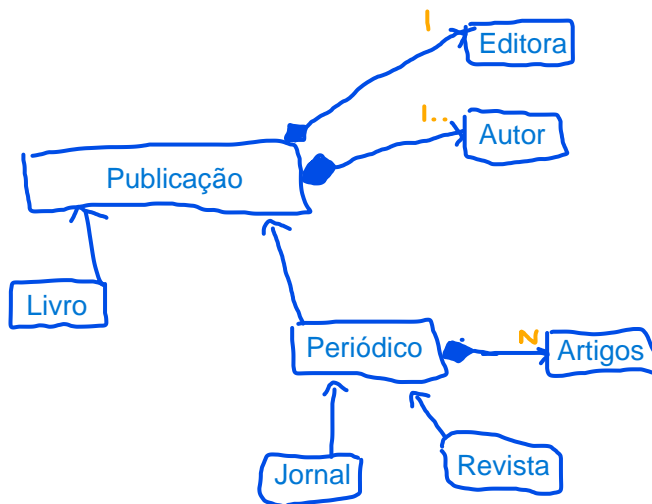 1
Editora
1..
Autor
Publicação
Livro
Periódico
N
Artigos
Jornal
Revista